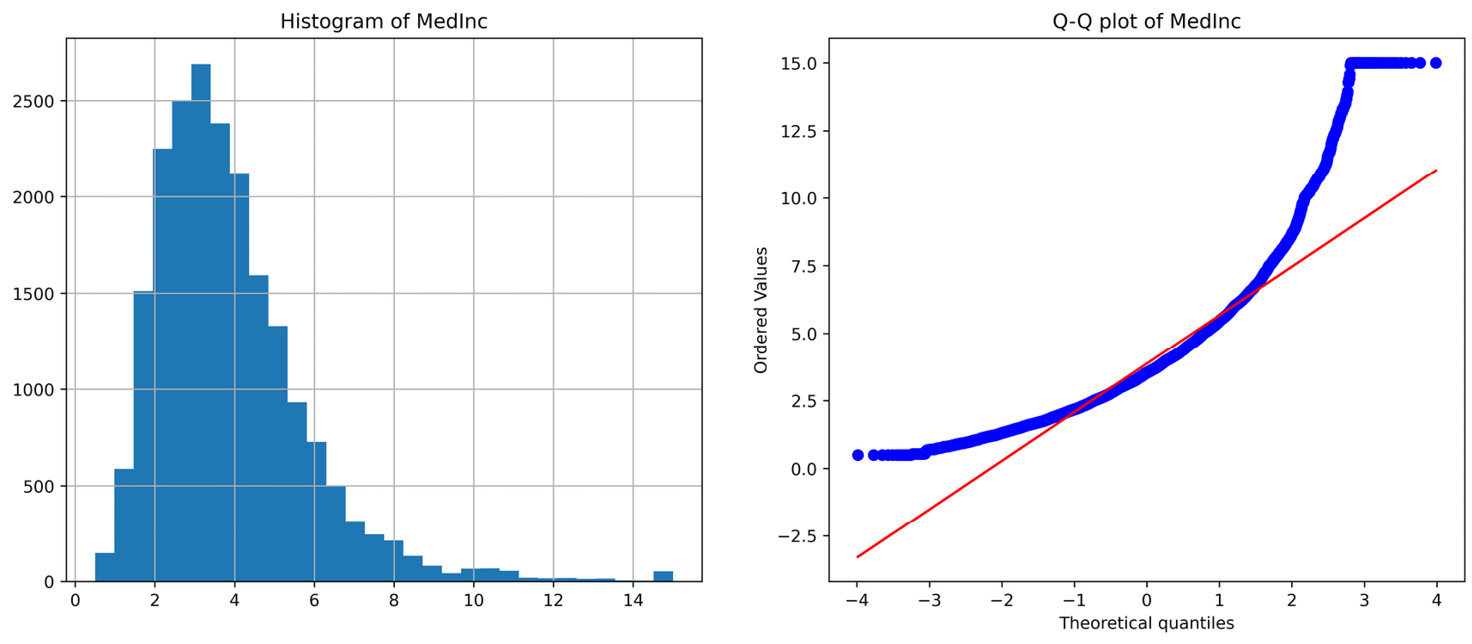 Histogram of MedInc
2500
2000
1500
1000
500
0
0 2 4 6 8 10 12 14
Q-Q plot of MedInc
Ordered Values
15.0
12.5
10.0
7.5
5.0
2.5
0.0
−2.5
−4 −3 −2 −1 0 1 2 3 4
Theoretical quantiles